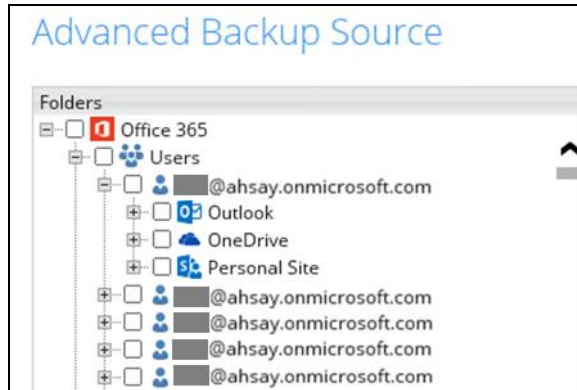 Advanced Backup Source
Folders
Office 365
Users
@ahsay.onmicrosoft.com
Outlook
OneDrive
Personal Site
@ahsay.onmicrosoft.com
@ahsay.onmicrosoft.com
@ahsay.onmicrosoft.com
@ahsay.onmicrosoft.com